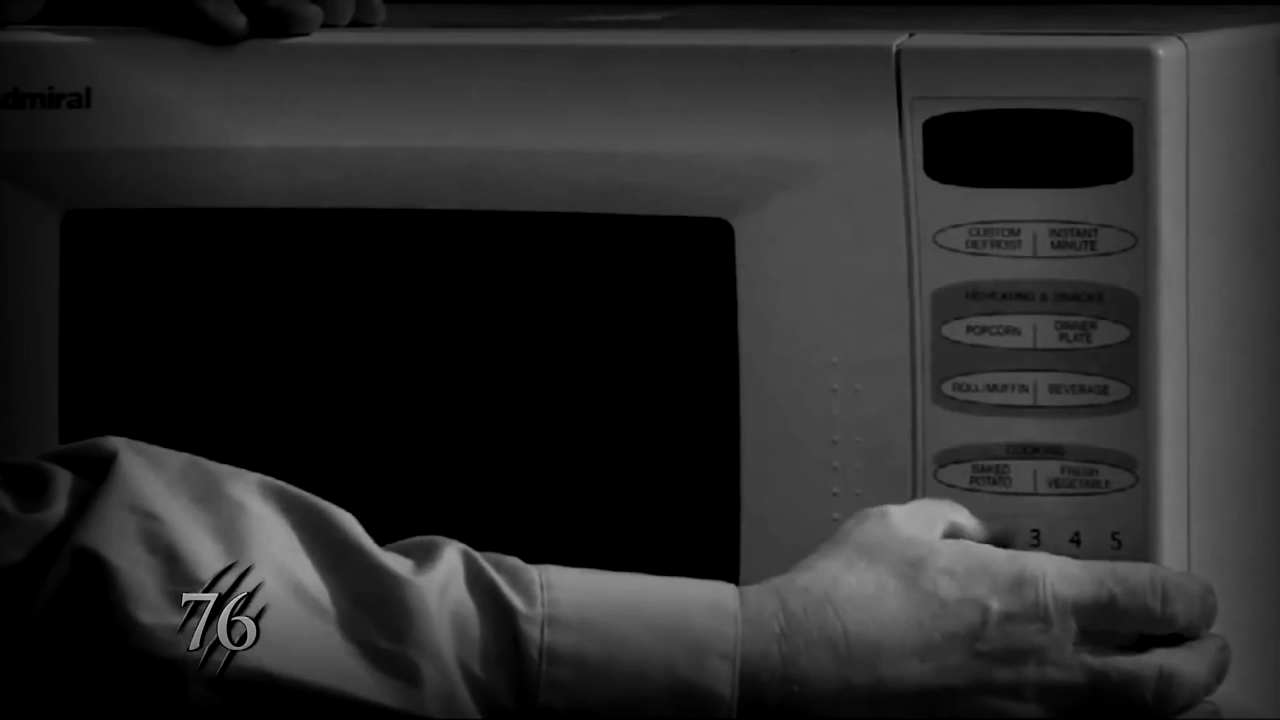 dmiral
CUSTOM DEFROST | INSTANT MINUTE
REHEATING & SNACKS
POPCORN | DINNER PLATE
ROLL/MUFFIN | BEVERAGE
COOKING
BAKED POTATO | FRESH VEGETABLE
3 4 5
76